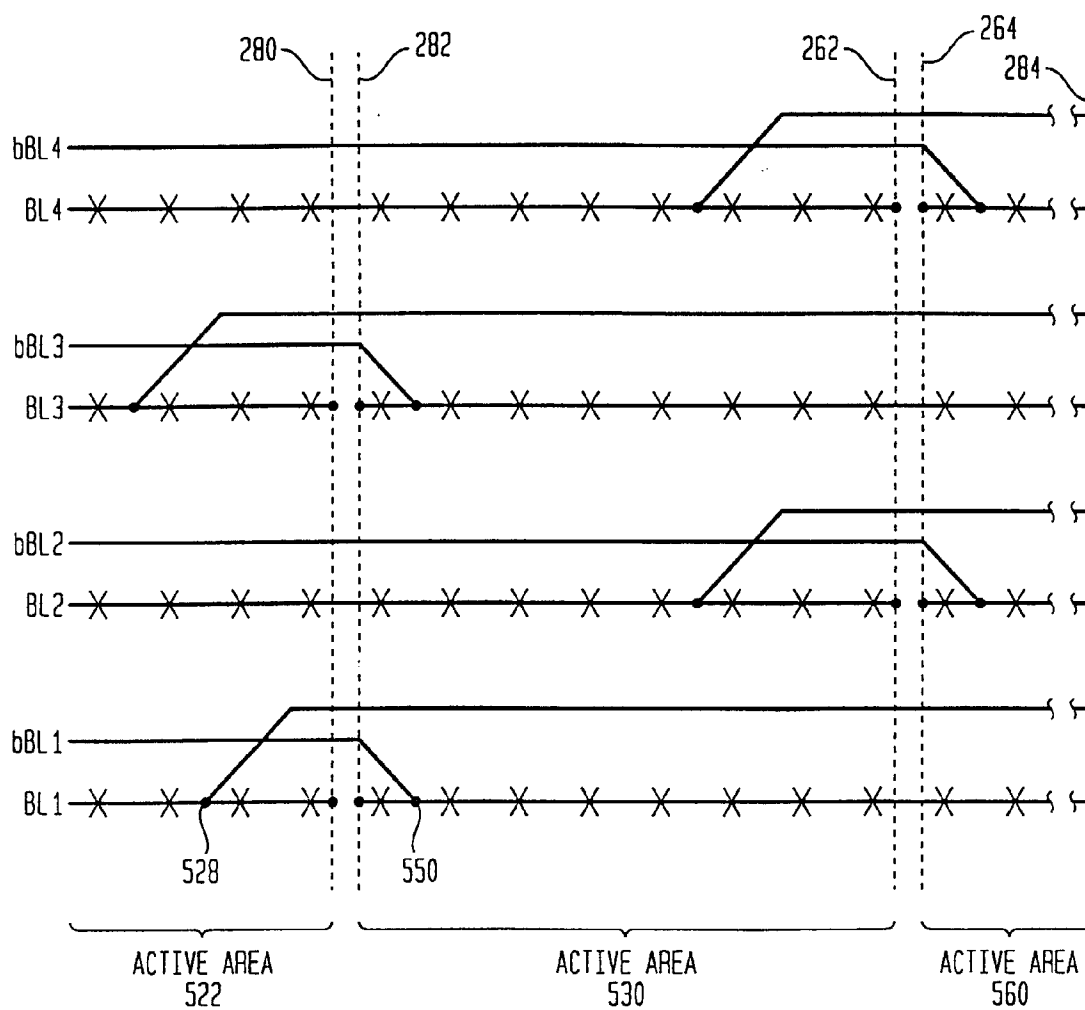 280
282
262
264
284
bBL4
BL4
bBL3
BL3
bBL2
BL2
bBL1
BL1
528
550
ACTIVE AREA
522
ACTIVE AREA
530
ACTIVE AREA
560